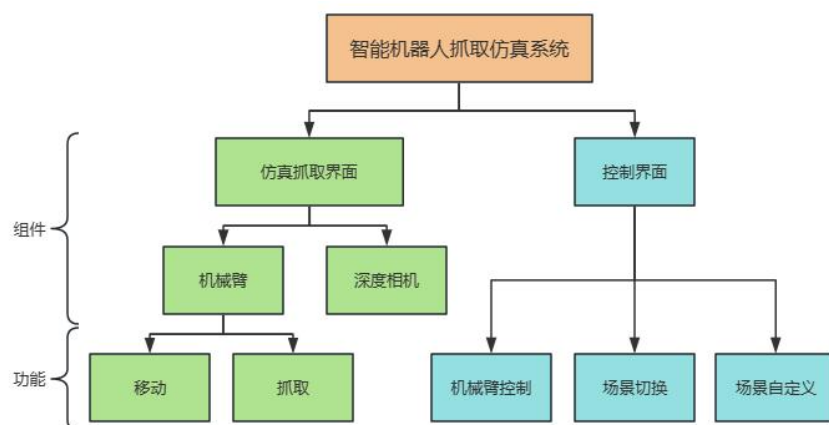 智能机器人抓取仿真系统
仿真抓取界面
控制界面
组件
机械臂
深度相机
功能
移动
抓取
机械臂控制
场景切换
场景自定义